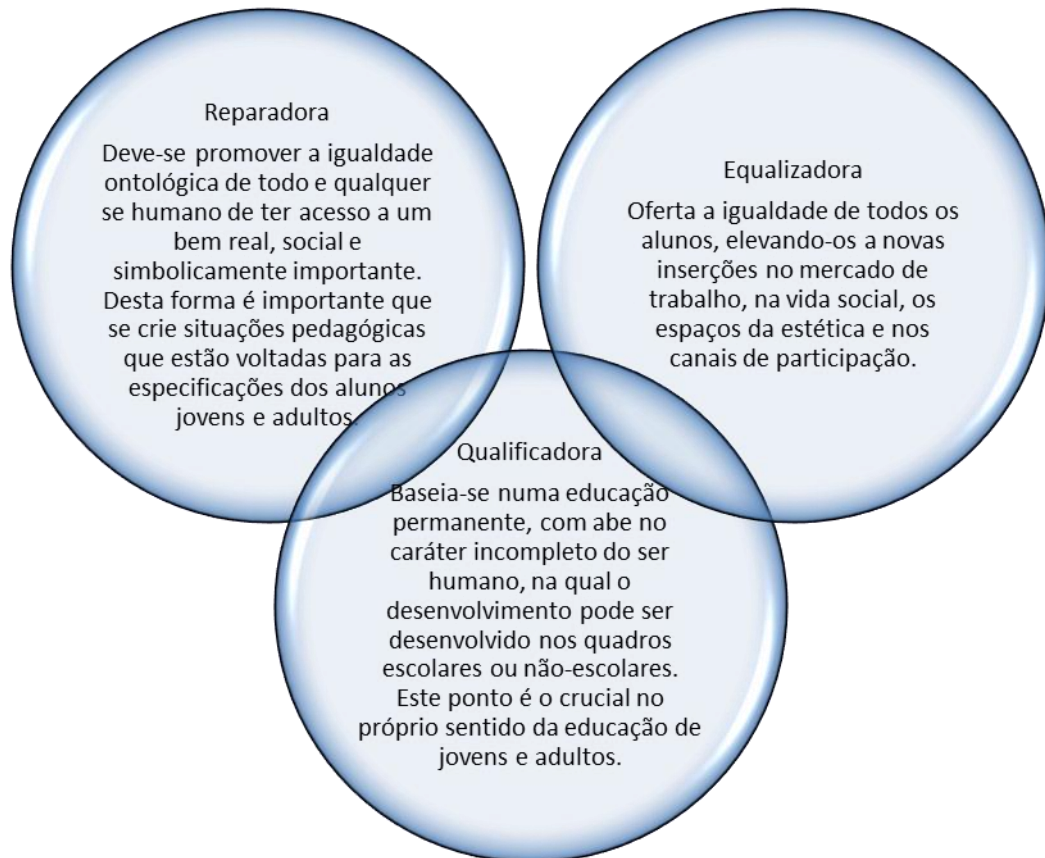 Reparadora
Deve-se promover a igualdade
ontológica de todo e qualquer
se humano de ter acesso a um
bem real, social e
simbolicamente importante.
Desta forma é importante que
se crie situações pedagógicas
que estão voltadas para as
especificações dos alunos
jovens e adultos.
Equalizadora
Oferta a igualdade de todos os
alunos, elevando-os a novas
inserções no mercado de
trabalho, na vida social, os
espaços da estética e nos
canais de participação.
Qualificadora
Baseia-se numa educação
permanente, com abe no
caráter incompleto do ser
humano, na qual o
desenvolvimento pode ser
desenvolvido nos quadros
escolares ou não-escolares.
Este ponto é o crucial no
próprio sentido da educação de
jovens e adultos.